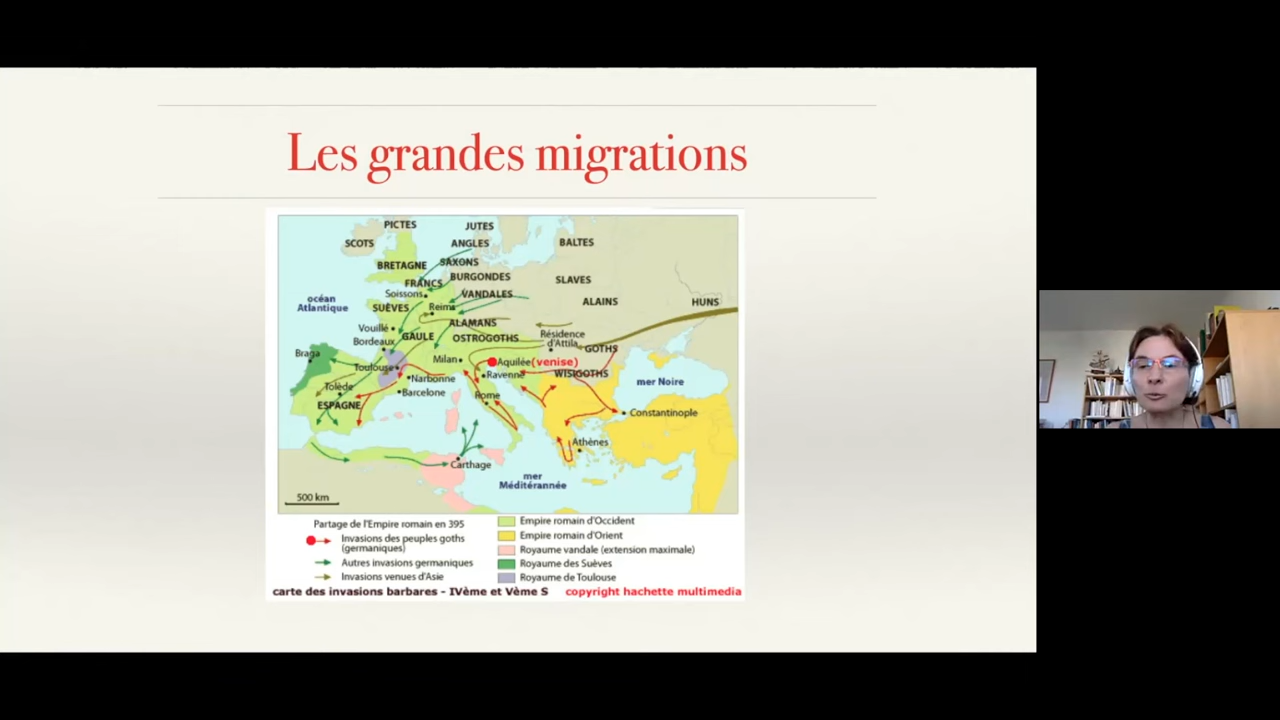 Les grandes migrations
PICTES
JUTES
SCOTS
ANGLES
BALTES
BRETAGNE
SAXONS
FRANCS
BURGONDES
SLAVES
Soissons
VANDALES
océan
Atlantique
SUÈVES
Reims
ALAINS
HUNS
Vouillé
ALAMANS
Bordeaux
GAULE
OSTROGOTHS
Résidence
d'Attila
GOTHS
Braga
Toulouse
Milan
Aquilée(venise)
Ravenne
WISIGOTHS
Narbonne
mer Noire
Tolède
Barcelone
Rome
ESPAGNE
Constantinople
Athènes
Carthage
mer
Méditérannée
500 km
Partage de l'Empire romain en 395
Invasions des peuples goths
(germaniques)
Autres invasions germaniques
Invasions venues d'Asie
Empire romain d'Occident
Empire romain d'Orient
Royaume vandale (extension maximale)
Royaume des Suèves
Royaume de Toulouse
carte des invasions barbares - IVème et Vème S
copyright hachette multimedia